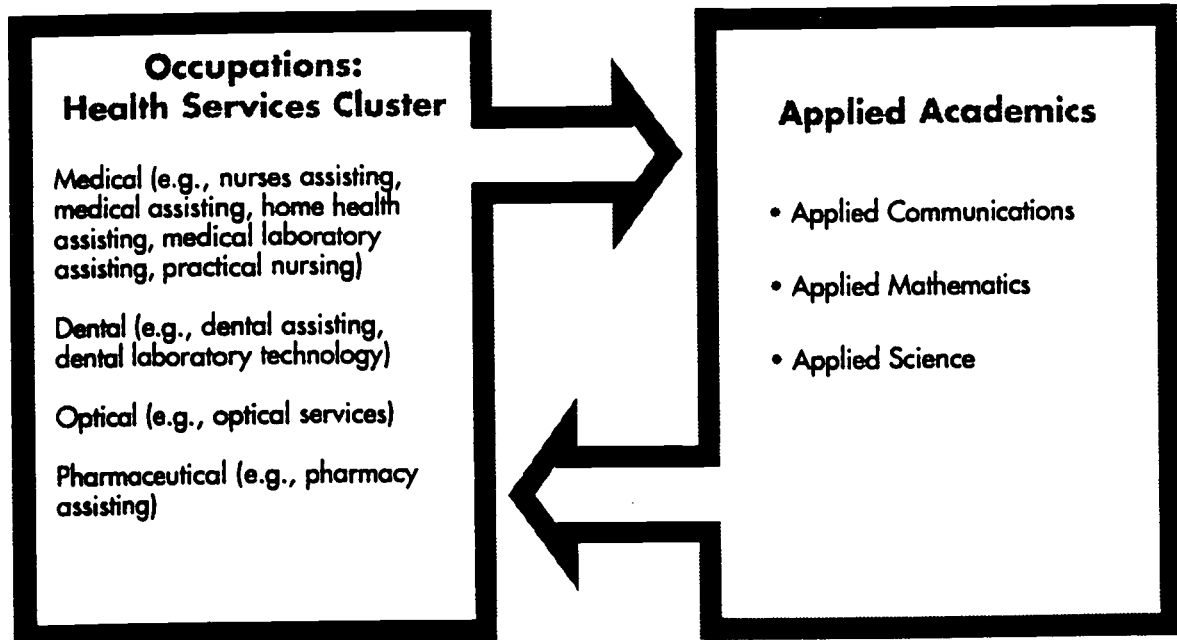 Occupations:
Health Services Cluster
Medical (e.g., nurses assisting,
medical assisting, home health
assisting, medical laboratory
assisting, practical nursing)
Dental (e.g., dental assisting,
dental laboratory technology)
Optical (e.g., optical services)
Pharmaceutical (e.g., pharmacy
assisting)
Applied Academics
• Applied Communications
• Applied Mathematics
• Applied Science